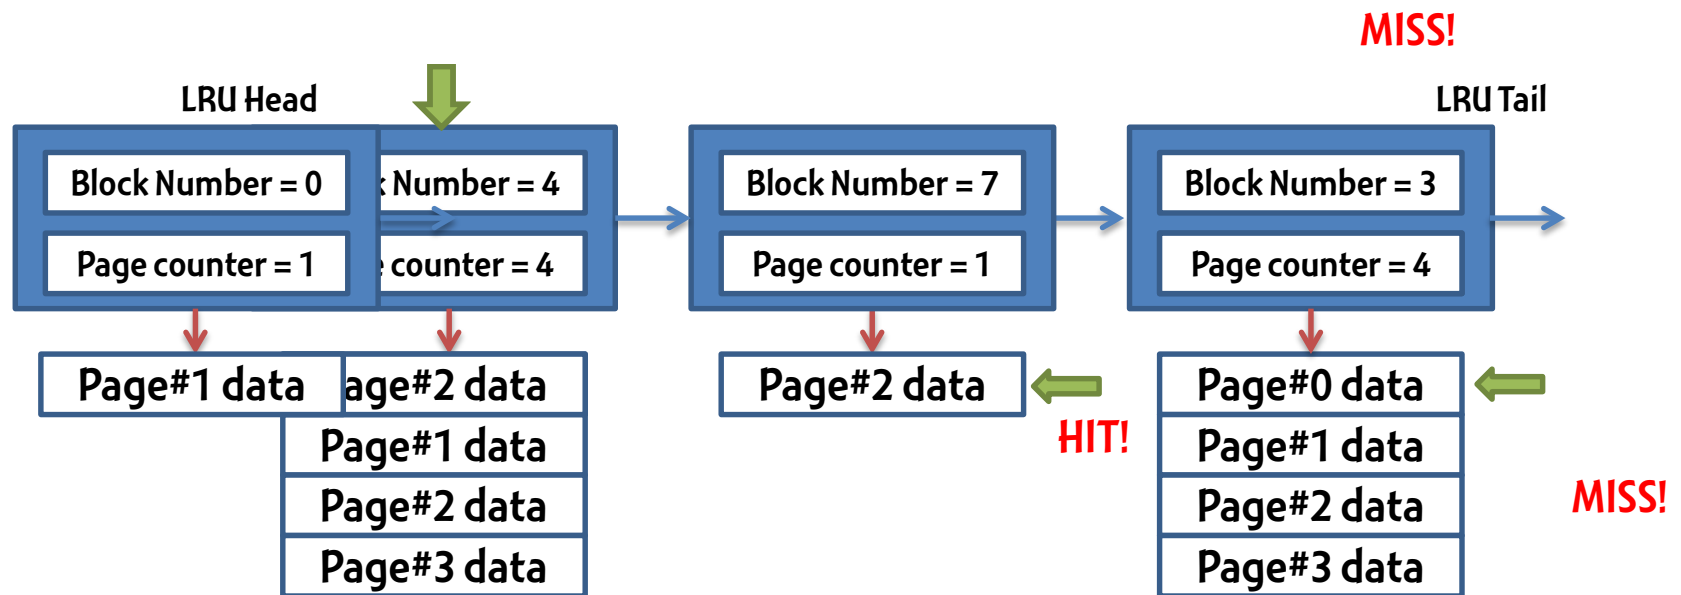 MISS!
LRU Head
LRU Tail
Block Number = 0
Number = 4
Block Number = 7
Block Number = 3
Page counter = 1
counter = 4
Page counter = 1
Page counter = 4
Page#1 data
age#2 data
Page#2 data
Page#0 data
HIT!
Page#1 data
Page#1 data
Page#2 data
Page#2 data
MISS!
Page#3 data
Page#3 data